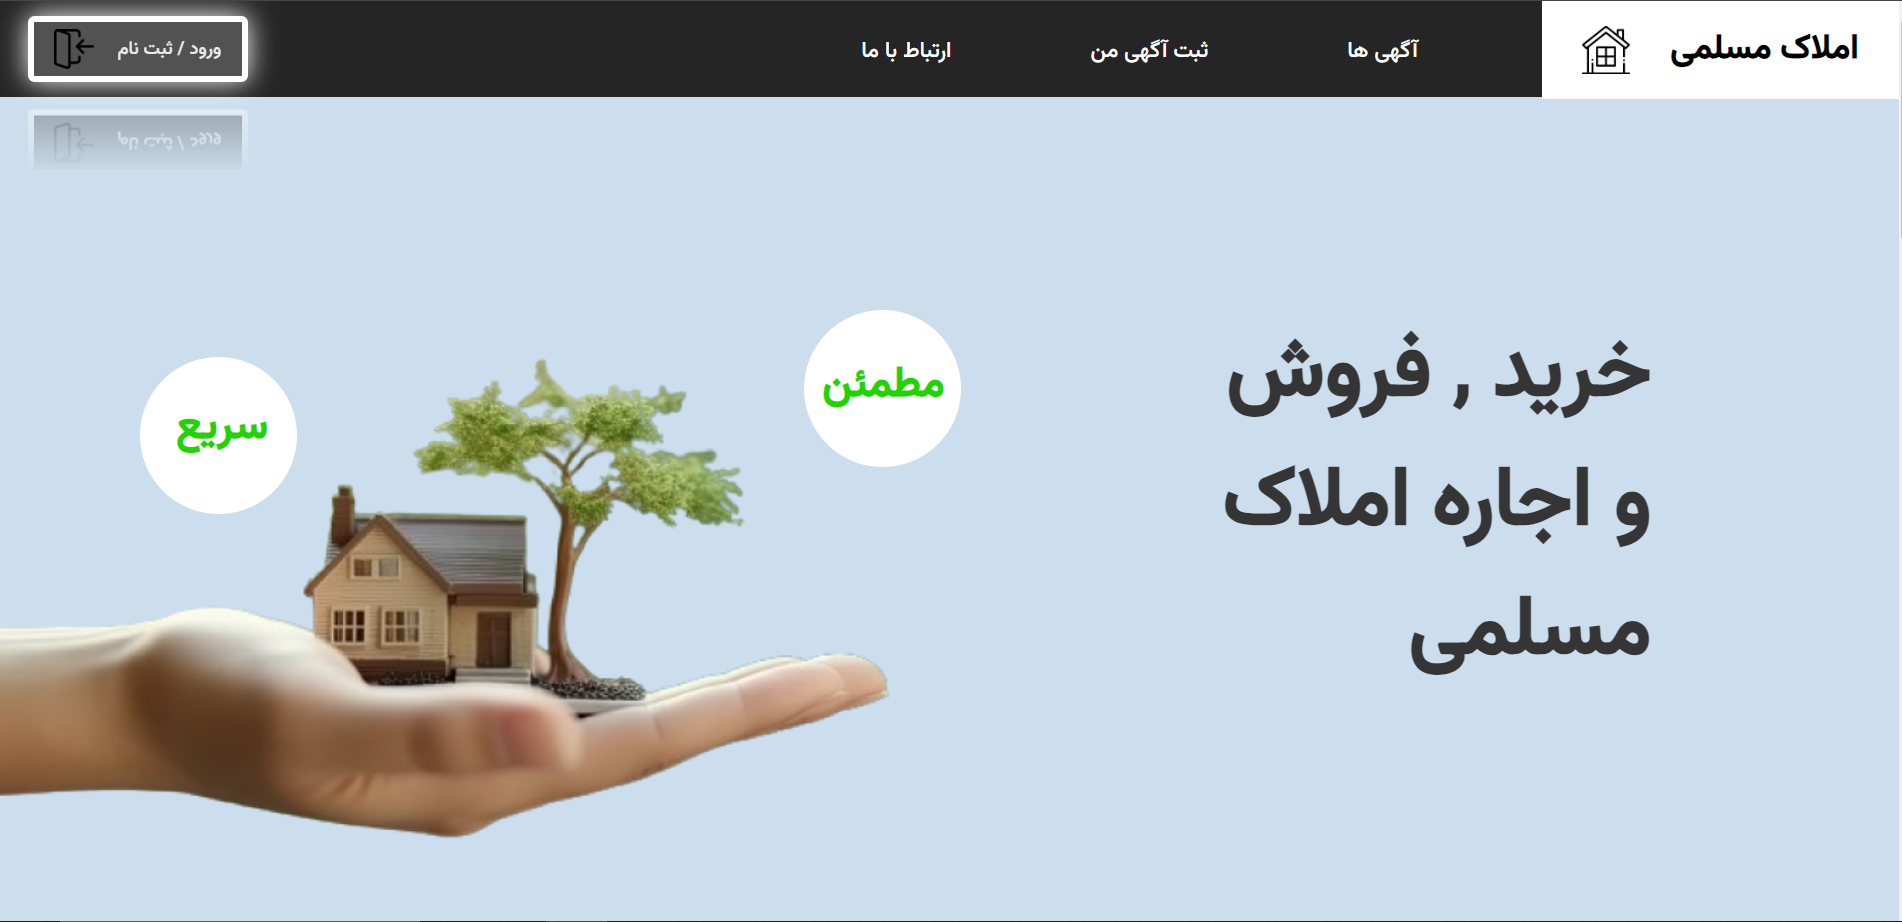 املاک مسلمی
آگهی ها
ثبت آگهی من
ارتباط با ما
ورود / ثبت نام
خرید , فروش
و اجاره املاک
مسلمی
مطمئن
سریع